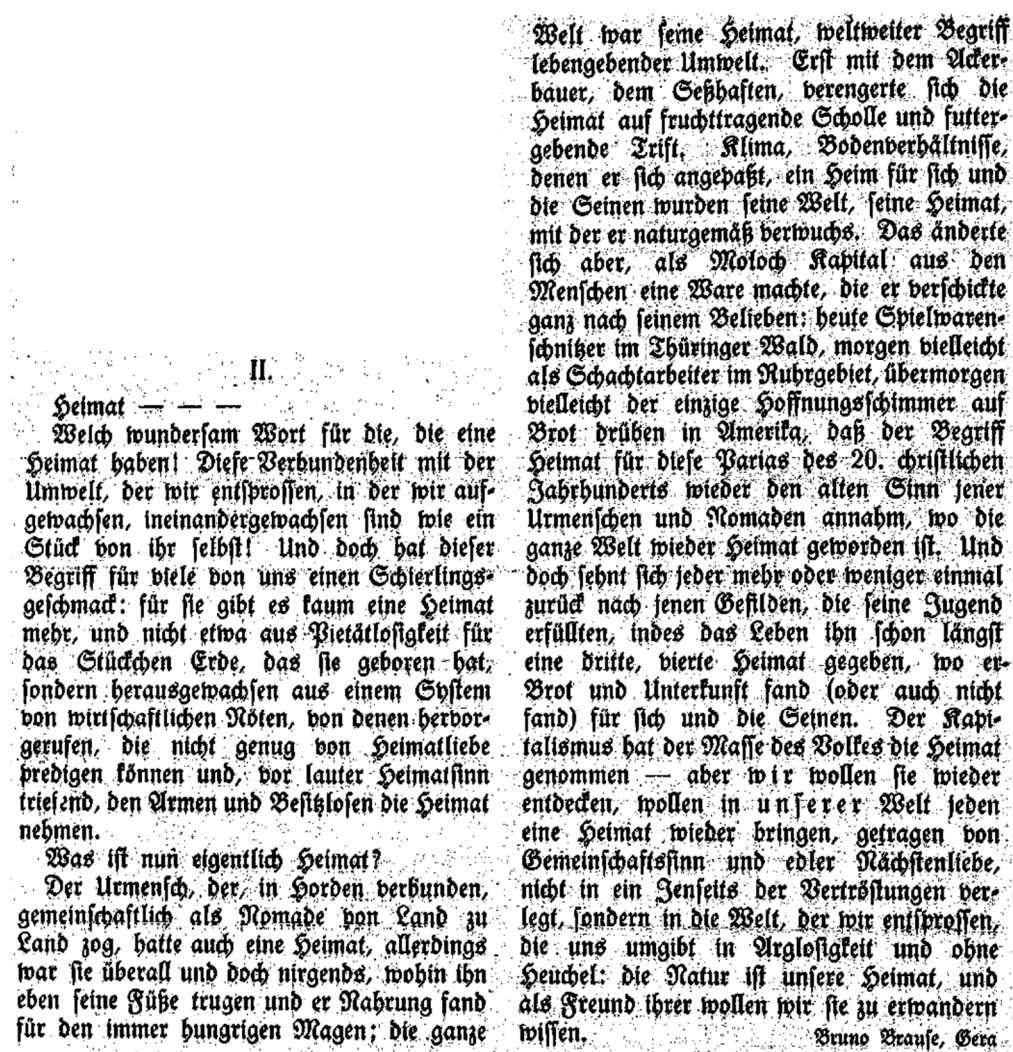 II.
Heimat — — —
Welch wundersam Wort für die, die eine
Heimat haben! Diese Verbundenheit mit der
Umwelt, der wir entsprossen, in der wir auf-
gewachsen, ineinandergewachsen sind wie ein
Stück von ihr selbst! Und doch hat dieser
Begriff für viele von uns einen Schierlings-
geschmack: für sie gibt es kaum eine Heimat
mehr, und nicht etwa aus Pietätlosigkeit für
das Stückchen Erde, das sie geboren hat,
sondern herausgewachsen aus einem System
von wirtschaftlichen Nöten, von denen hervor-
gerufen, die nicht genug von Heimatliebe
predigen können und, vor lauter Heimatsinn
triefend, den Armen und Besitzlosen die Heimat
nehmen.
Was ist nun eigentlich Heimat?
Der Urmensch, der, in Horden verbunden,
gemeinschaftlich als Nomade von Land zu
Land zog, hatte auch eine Heimat, allerdings
war sie überall und doch nirgends, wohin ihn
eben seine Füße trugen und er Nahrung fand
für den immer hungrigen Magen; die ganze
Welt war seine Heimat, weltweiter Begriff
lebengebender Umwelt. Erst mit dem Acker-
bauer, dem Seßhaften, verengerte sich die
Heimat auf fruchttragende Scholle und futter-
gebende Trift. Klima, Bodenverhältnisse,
denen er sich angepaßt, ein Heim für sich und
die Seinen wurden seine Welt, seine Heimat,
mit der er naturgemäß verwuchs. Das änderte
sich aber, als Moloch Kapital aus den
Menschen eine Ware machte, die er verschickte
ganz nach seinem Belieben: heute Spielwaren-
schnitzer im Thüringer Wald, morgen vielleicht
als Schachtarbeiter im Ruhrgebiet, übermorgen
vielleicht der einzige Hoffnungsschimmer auf
Brot drüben in Amerika, daß der Begriff
Heimat für diese Parias des 20. christlichen
Jahrhunderts wieder den alten Sinn jener
Urmenschen und Nomaden annahm, wo die
ganze Welt wieder Heimat geworden ist. Und
doch sehnt sich jeder mehr oder weniger einmal
zurück nach jenen Gefilden, die seine Jugend
erfüllten, indes das Leben ihn schon längst
eine dritte, vierte Heimat gegeben, wo er
Brot und Unterkunft fand (oder auch nicht
fand) für sich und die Seinen. Der Kapi-
talismus hat der Masse des Volkes die Heimat
genommen — aber wir wollen sie wieder
entdecken, wollen in unserer Welt jeden
eine Heimat wieder bringen, getragen von
Gemeinschaftssinn und edler Nächstenliebe,
nicht in ein Jenseits der Vertröstungen ver-
legt, sondern in die Welt, der wir entsprossen,
die uns umgibt in Arglosigkeit und ohne
Heuchel: die Natur ist unsere Heimat, und
als Freund ihrer wollen wir sie zu erwandern
wissen.
Bruno Brause, Gera